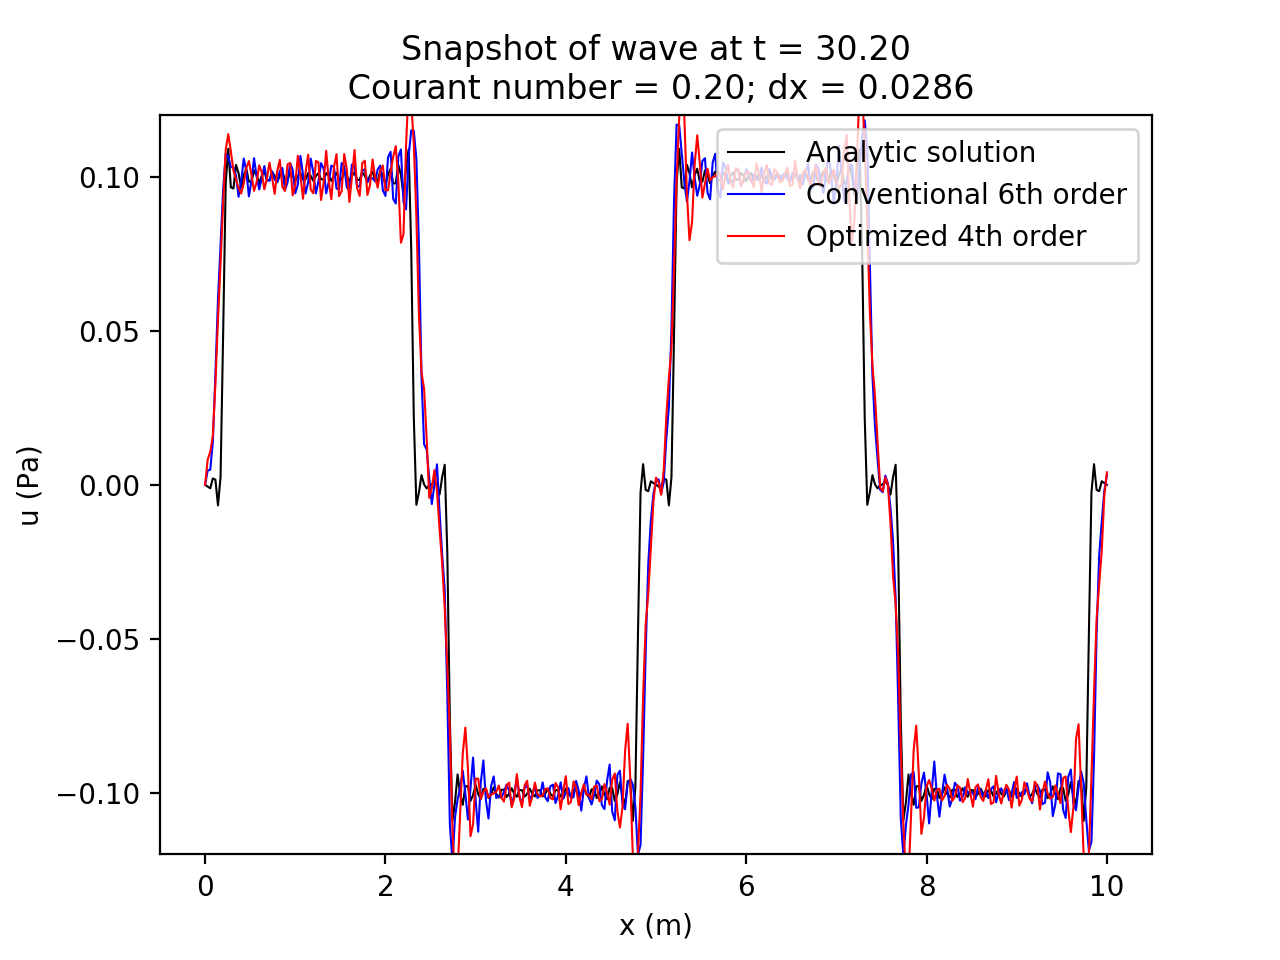 Snapshot of wave at t = 30.20
Courant number = 0.20; dx = 0.0286
Analytic solution
Conventional 6th order
Optimized 4th order
0.10
0.05
0.00
−0.05
−0.10
u (Pa)
0 2 4 6 8 10
x (m)